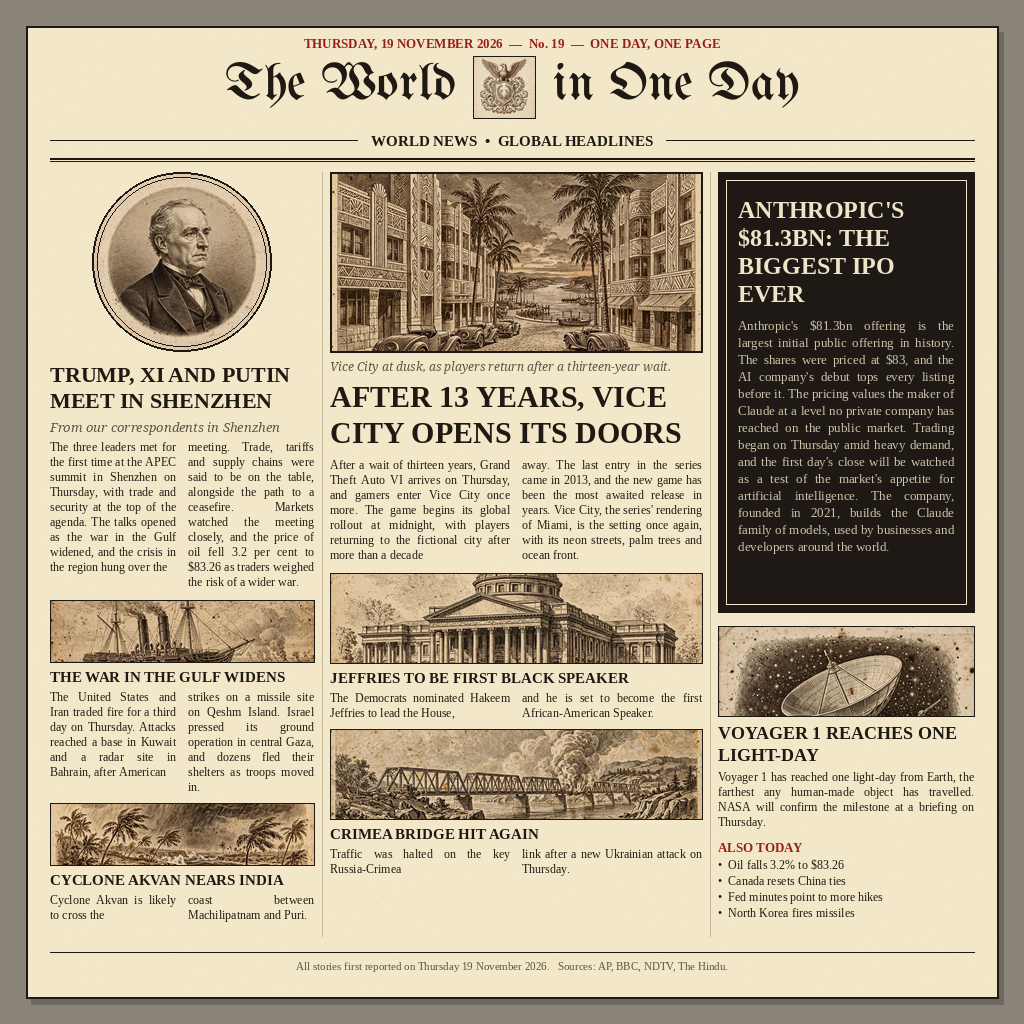 THURSDAY, 19 NOVEMBER 2026 — No. 19 — ONE DAY, ONE PAGE
The World in One Day
WORLD NEWS • GLOBAL HEADLINES
TRUMP, XI AND PUTIN
MEET IN SHENZHEN
From our correspondents in Shenzhen
The three leaders met for
the first time at the APEC
summit in Shenzhen on
Thursday, with trade and
security at the top of the
agenda. The talks opened
as the war in the Gulf
widened, and the crisis in
the region hung over the
meeting. Trade, tariffs
and supply chains were
said to be on the table,
alongside the path to a
ceasefire. Markets
watched the meeting
closely, and the price of
oil fell 3.2 per cent to
$83.26 as traders weighed
the risk of a wider war.
THE WAR IN THE GULF WIDENS
The United States and
Iran traded fire for a third
day on Thursday. Attacks
reached a base in Kuwait
and a radar site in
Bahrain, after American
strikes on a missile site
on Qeshm Island. Israel
pressed its ground
operation in central Gaza,
and dozens fled their
shelters as troops moved
in.
CYCLONE AKVAN NEARS INDIA
Cyclone Akvan is likely
to cross the
coast between
Machilipatnam and Puri.
Vice City at dusk, as players return after a thirteen-year wait.
AFTER 13 YEARS, VICE
CITY OPENS ITS DOORS
After a wait of thirteen years, Grand
Theft Auto VI arrives on Thursday,
and gamers enter Vice City once
more. The game begins its global
rollout at midnight, with players
returning to the fictional city after
more than a decade
away. The last entry in the series
came in 2013, and the new game has
been the most awaited release in
years. Vice City, the series' rendering
of Miami, is the setting once again,
with its neon streets, palm trees and
ocean front.
JEFFRIES TO BE FIRST BLACK SPEAKER
The Democrats nominated Hakeem
Jeffries to lead the House,
and he is set to become the first
African-American Speaker.
CRIMEA BRIDGE HIT AGAIN
Traffic was halted on the key
Russia-Crimea
link after a new Ukrainian attack on
Thursday.
ANTHROPIC'S
$81.3BN: THE
BIGGEST IPO
EVER
Anthropic's $81.3bn offering is the
largest initial public offering in history.
The shares were priced at $83, and the
AI company's debut tops every listing
before it. The pricing values the maker of
Claude at a level no private company has
reached on the public market. Trading
began on Thursday amid heavy demand,
and the first day's close will be watched
as a test of the market's appetite for
artificial intelligence. The company,
founded in 2021, builds the Claude
family of models, used by businesses and
developers around the world.
VOYAGER 1 REACHES ONE
LIGHT-DAY
Voyager 1 has reached one light-day from Earth, the
farthest any human-made object has travelled.
NASA will confirm the milestone at a briefing on
Thursday.
ALSO TODAY
• Oil falls 3.2% to $83.26
• Canada resets China ties
• Fed minutes point to more hikes
• North Korea fires missiles
All stories first reported on Thursday 19 November 2026. Sources: AP, BBC, NDTV, The Hindu.